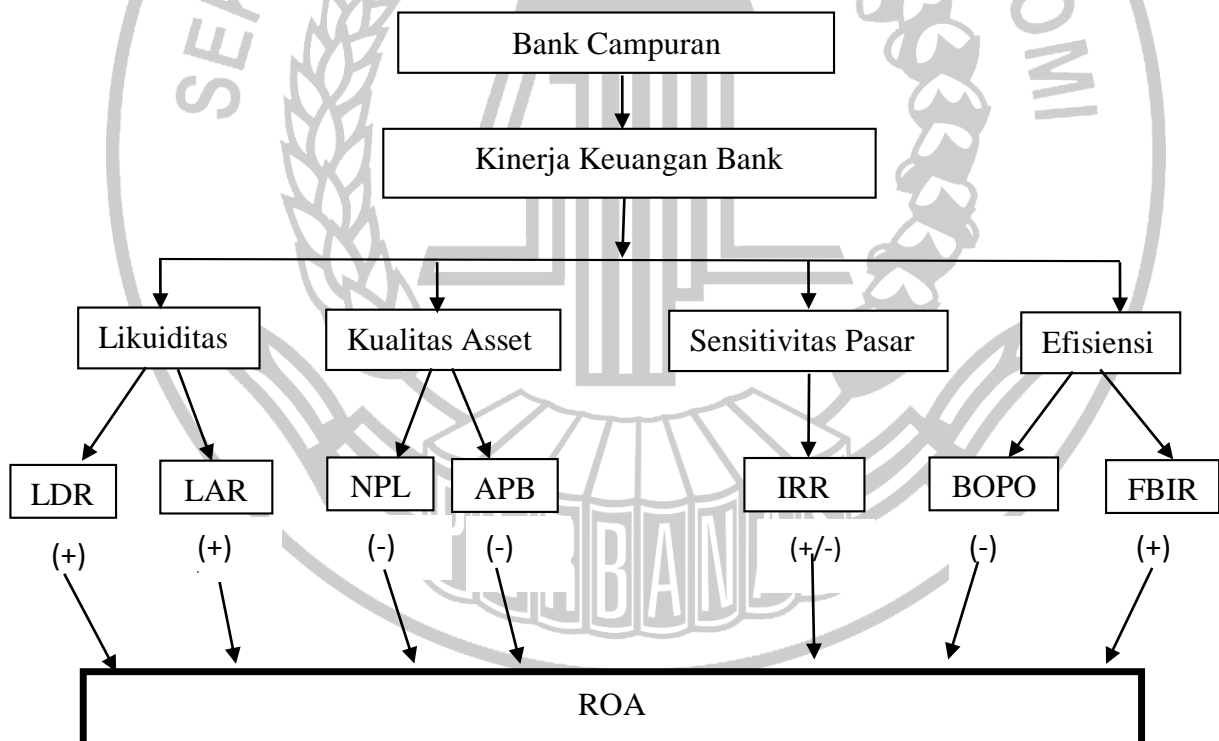 Bank Campuran
Kinerja Keuangan Bank
Likuiditas Kualitas Asset Sensitivitas Pasar Efisiensi
LDR LAR NPL APB IRR BOPO FBIR
(+) (+) (-) (-) (+/-) (-) (+)
ROA